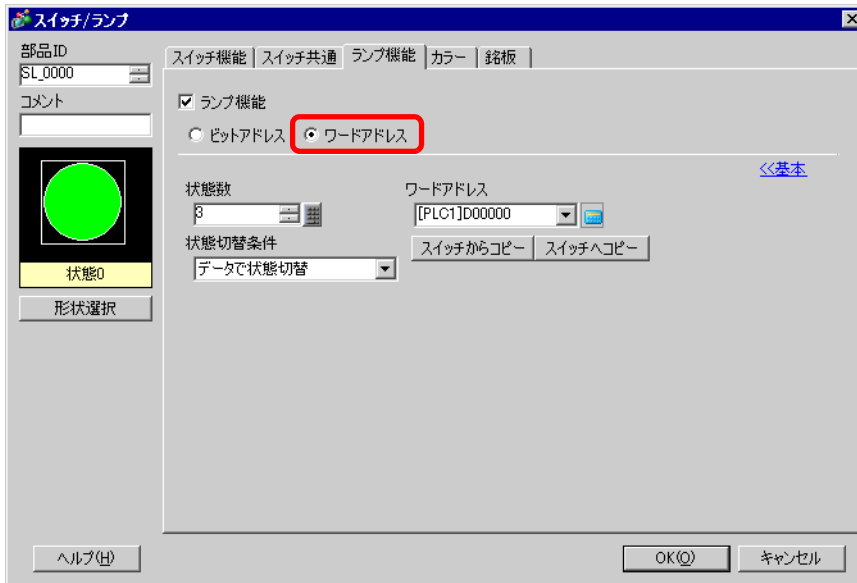 スイッチ/ランプ
部品ID
SL_0000
コメント
状態0
形状選択
スイッチ機能 スイッチ共通 ランプ機能 カラー 銘板
ランプ機能
ビットアドレス ワードアドレス
<<基本
状態数
3
ワードアドレス
[PLC1]D00000
状態切替条件
データで状態切替
スイッチからコピー スイッチへコピー
ヘルプ(H)
OK(O) キャンセル